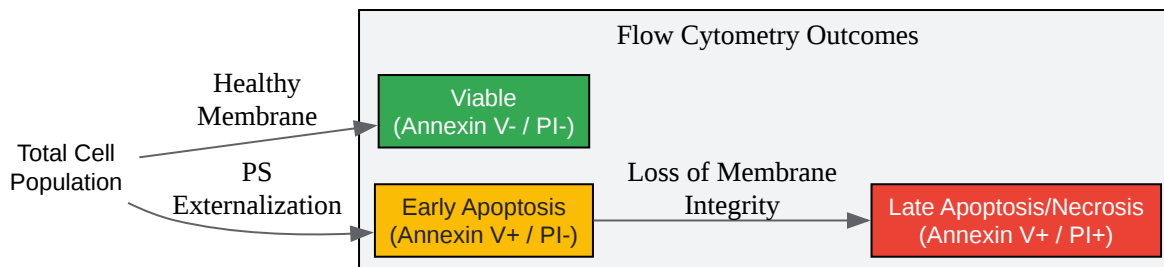 Flow Cytometry Outcomes
Healthy
Membrane
Viable
(Annexin V- / PI-)
Total Cell
Population
PS
Externalization
Early Apoptosis
(Annexin V+ / PI-)
Loss of Membrane
Integrity
Late Apoptosis/Necrosis
(Annexin V+ / PI+)